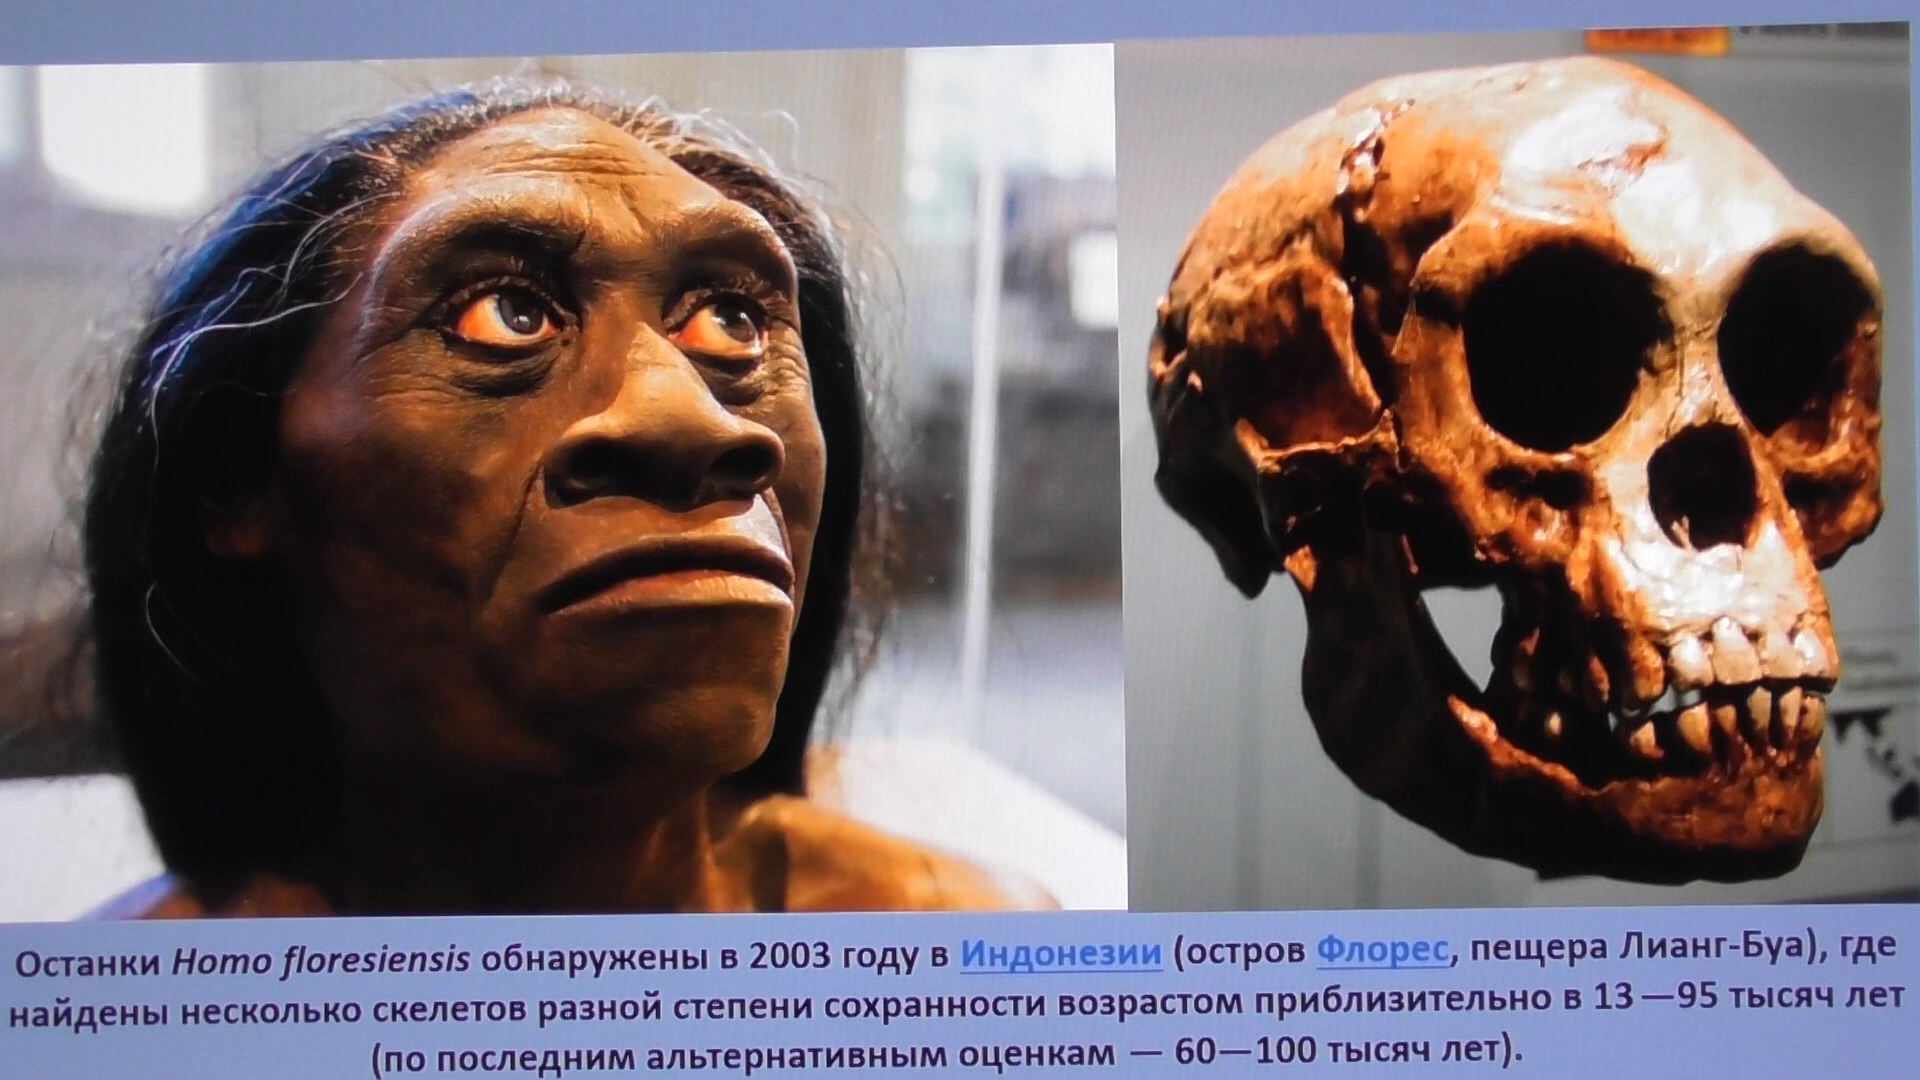 Останки Homo floresiensis обнаружены в 2003 году в Индонезии (остров Флорес, пещера Лианг-Буа), где
найдены несколько скелетов разной степени сохранности возрастом приблизительно в 13—95 тысяч лет
(по последним альтернативным оценкам — 60—100 тысяч лет).